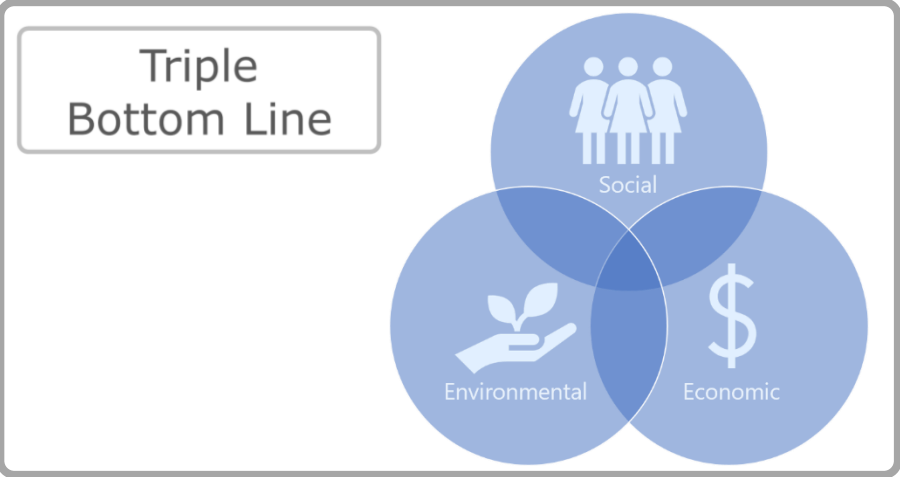 Triple
Bottom Line
Social
Environmental
Economic